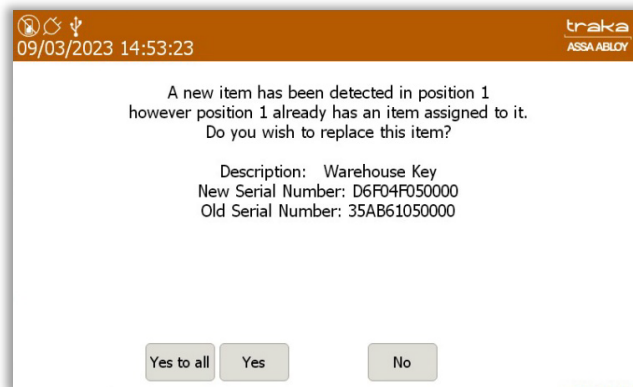 traka
09/03/2023 14:53:23
ASSA ABLOY
A new item has been detected in position 1
however position 1 already has an item assigned to it.
Do you wish to replace this item?
Description: Warehouse Key
New Serial Number: D6F04F050000
Old Serial Number: 35AB61050000
Yes to all
Yes
No